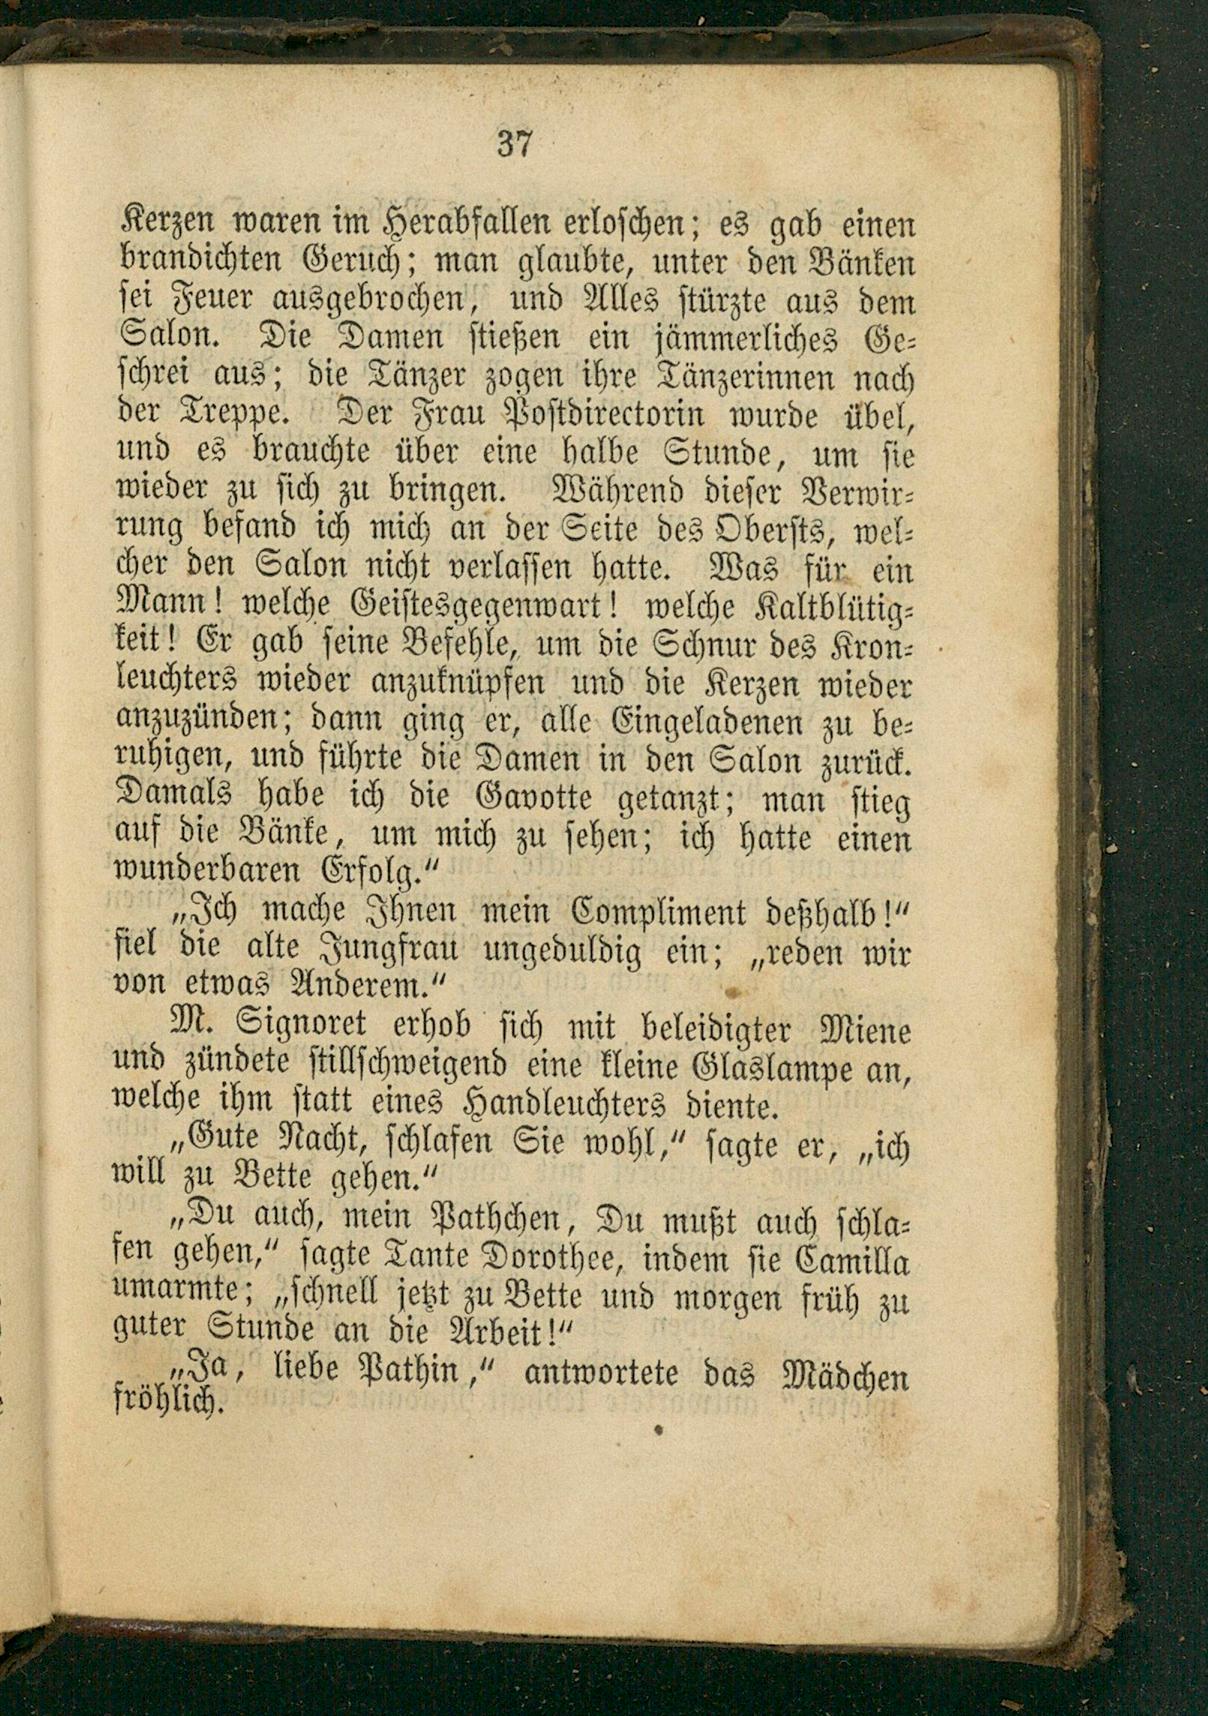 37
Kerzen waren im Herabfallen erloschen; es gab einen
brandichten Geruch; man glaubte, unter den Bänken
sei Feuer ausgebrochen, und Alles stürzte aus dem
Salon. Die Damen stießen ein jämmerliches Ge-
schrei aus; die Tänzer zogen ihre Tänzerinnen nach
der Treppe. Der Frau Postdirectorin wurde übel,
und es brauchte über eine halbe Stunde, um sie
wieder zu sich zu bringen. Während dieser Verwir-
rung befand ich mich an der Seite des Obersts, wel-
cher den Salon nicht verlassen hatte. Was für ein
Mann! welche Geistesgegenwart! welche Kaltblütig-
keit! Er gab seine Befehle, um die Schnur des Kron-
leuchters wieder anzuknüpfen und die Kerzen wieder
anzuzünden; dann ging er, alle Eingeladenen zu be-
ruhigen, und führte die Damen in den Salon zurück.
Damals habe ich die Gavotte getanzt; man stieg
auf die Bänke, um mich zu sehen; ich hatte einen
wunderbaren Erfolg.“
„Ich mache Ihnen mein Compliment deßhalb!“
fiel die alte Jungfrau ungeduldig ein; „reden wir
von etwas Anderem.“
M. Signoret erhob sich mit beleidigter Miene
und zündete stillschweigend eine kleine Glaslampe an,
welche ihm statt eines Handleuchters diente.
„Gute Nacht, schlafen Sie wohl,“ sagte er, „ich
will zu Bette gehen.“
„Du auch, mein Pathchen, Du mußt auch schla-
fen gehen,“ sagte Tante Dorothee, indem sie Camilla
umarmte; „schnell jetzt zu Bette und morgen früh zu
guter Stunde an die Arbeit!“
„Ja, liebe Pathin,“ antwortete das Mädchen
fröhlich.